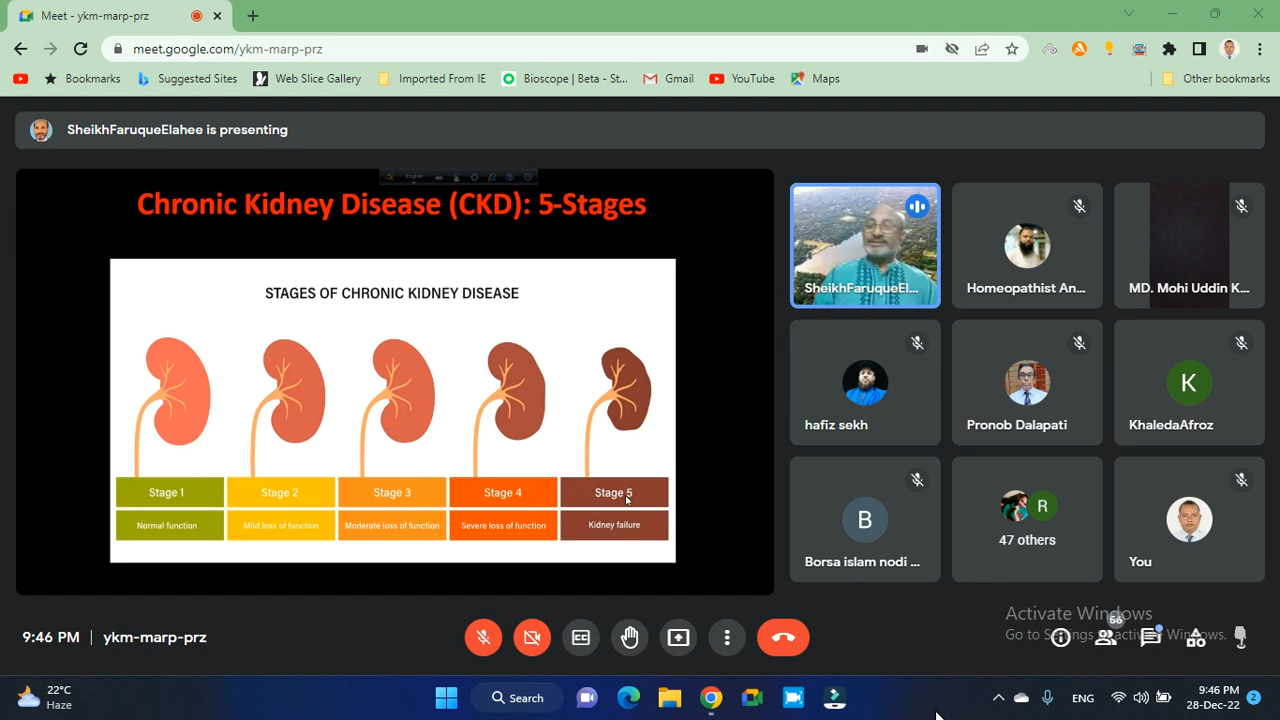 Meet - ykm-marp-prz
meet.google.com/ykm-marp-prz
Bookmarks
Suggested Sites
Web Slice Gallery
Imported From IE
Bioscope | Beta - St...
Gmail
YouTube
Maps
Other bookmarks
SheikhFaruqueElahee is presenting
English
Chronic Kidney Disease (CKD): 5-Stages
STAGES OF CHRONIC KIDNEY DISEASE
Stage 1
Stage 2
Stage 3
Stage 4
Stage 5
Normal function
Mild loss of function
Moderate loss of function
Severe loss of function
Kidney failure
SheikhFaruqueEl...
Homeopathist An...
MD. Mohi Uddin K...
hafiz sekh
Pronob Dalapati
K
KhaledaAfroz
B
Borsa islam nodi ...
R
47 others
You
9:46 PM | ykm-marp-prz
CC
56
Activate Windows
Go to Settings to activate Windows.
22°C
Haze
Search
ENG
9:46 PM
28-Dec-22
2